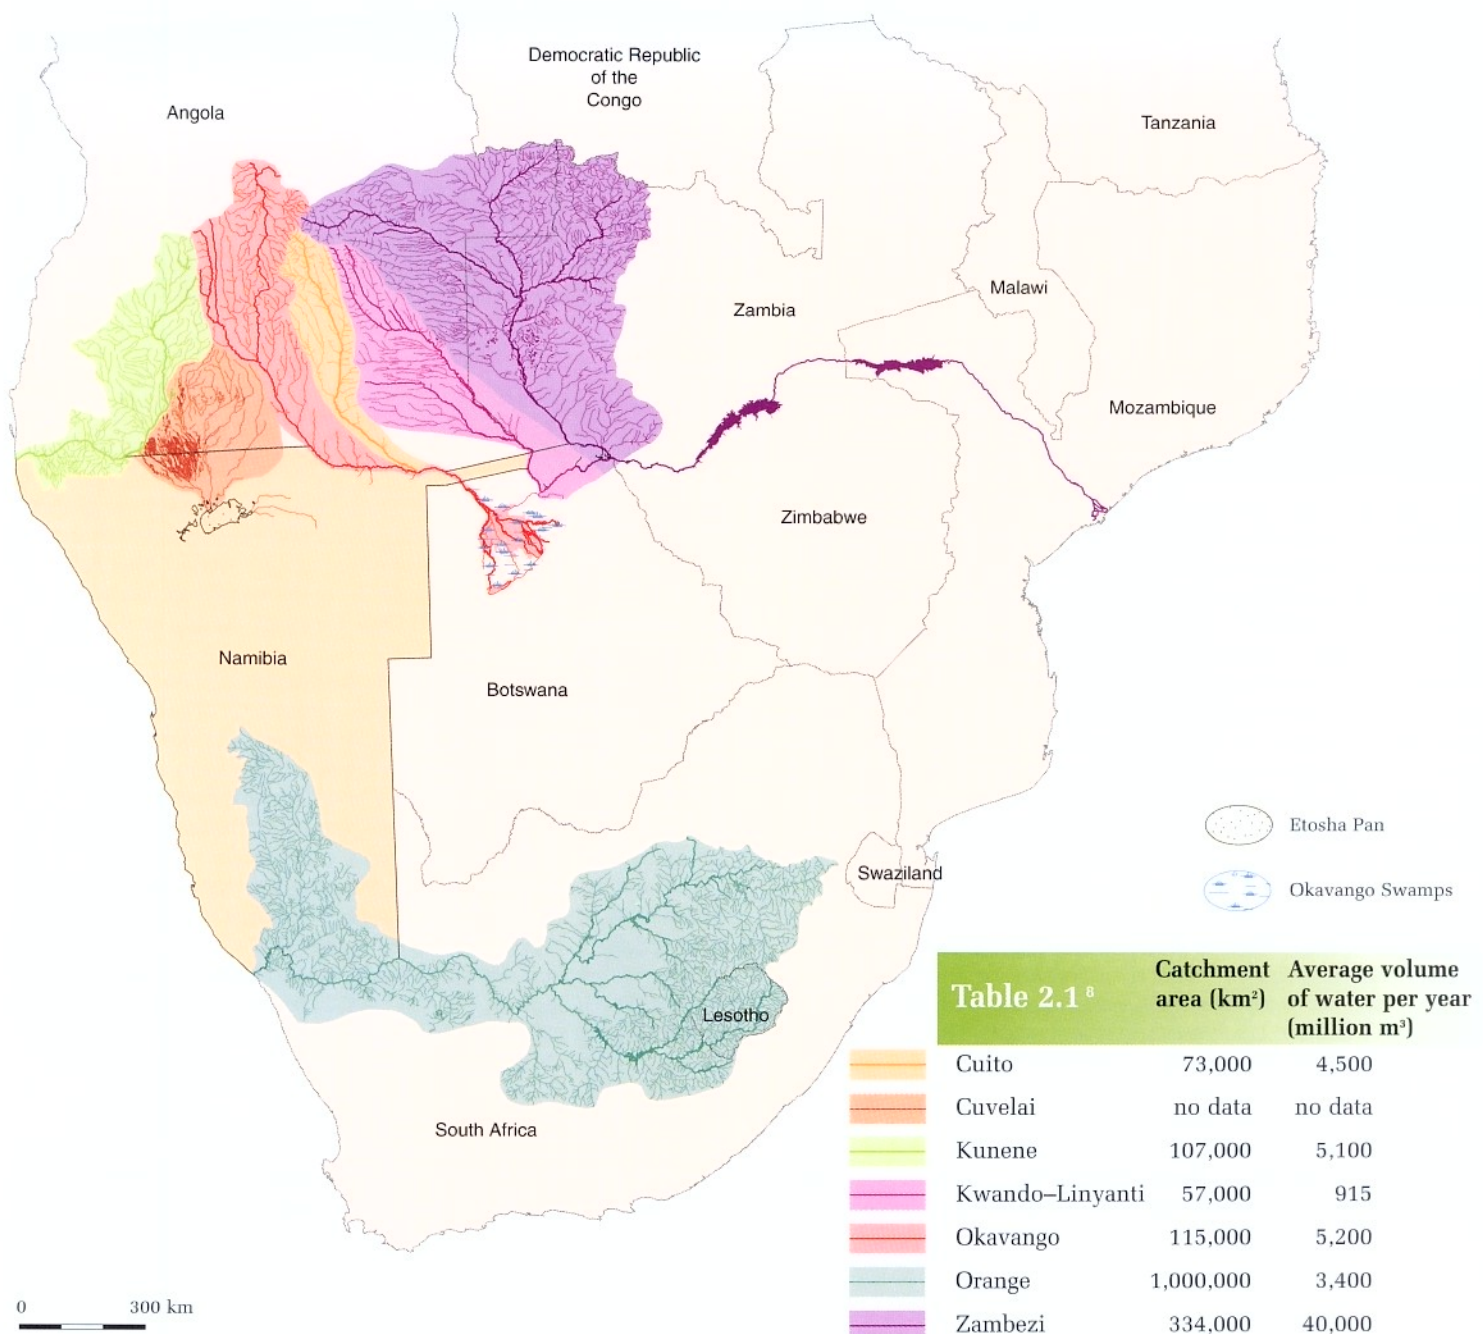 Democratic Republic
of the
Congo
Angola
Tanzania
Zambia
Malawi
Mozambique
Zimbabwe
Namibia
Botswana
Swaziland
Lesotho
South Africa
Etosha Pan
Okavango Swamps
Table 2.1⁸ Catchment area (km²) Average volume of water per year (million m³)
Cuito 73,000 4,500
Cuvelai no data no data
Kunene 107,000 5,100
Kwando–Linyanti 57,000 915
Okavango 115,000 5,200
Orange 1,000,000 3,400
Zambezi 334,000 40,000
0 300 km